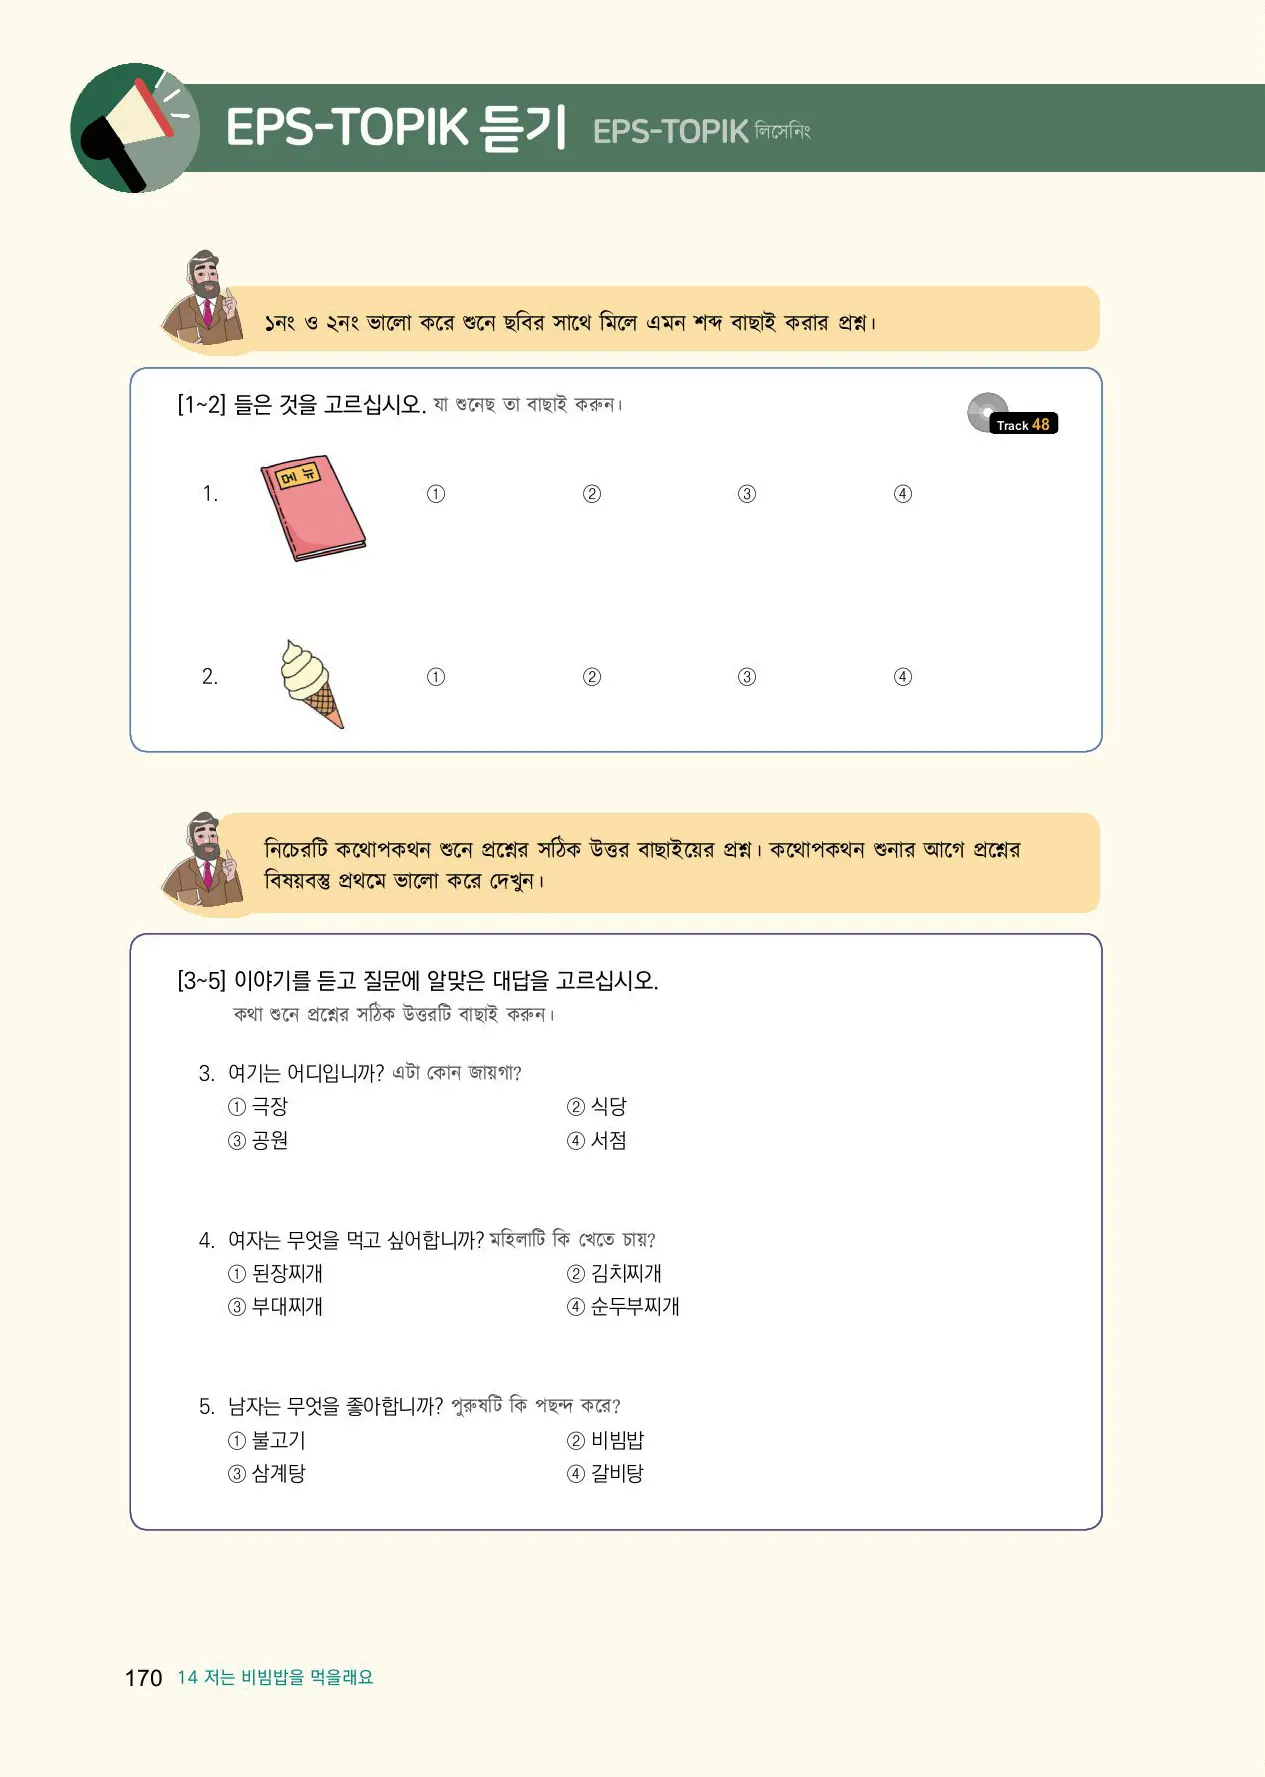 EPS-TOPIK 듣기 EPS-TOPIK লিসেনিং
১নং ও ২নং ভালো করে শুনে ছবির সাথে মিলে এমন শব্দ বাছাই করার প্রশ্ন।
[1~2] 들은 것을 고르십시오. যা শুনেছ তা বাছাই করুন।
Track 48
메뉴
1. ① ② ③ ④
2. ① ② ③ ④
নিচেরটি কথোপকথন শুনে প্রশ্নের সঠিক উত্তর বাছাইয়ের প্রশ্ন। কথোপকথন শুনার আগে প্রশ্নের
বিষয়বস্তু প্রথমে ভালো করে দেখুন।
[3~5] 이야기를 듣고 질문에 알맞은 대답을 고르십시오.
কথা শুনে প্রশ্নের সঠিক উত্তরটি বাছাই করুন।
3. 여기는 어디입니까? এটা কোন জায়গা?
① 극장 ② 식당
③ 공원 ④ 서점
4. 여자는 무엇을 먹고 싶어합니까? মহিলাটি কি খেতে চায়?
① 된장찌개 ② 김치찌개
③ 부대찌개 ④ 순두부찌개
5. 남자는 무엇을 좋아합니까? পুরুষটি কি পছন্দ করে?
① 불고기 ② 비빔밥
③ 삼계탕 ④ 갈비탕
170 14 저는 비빔밥을 먹을래요